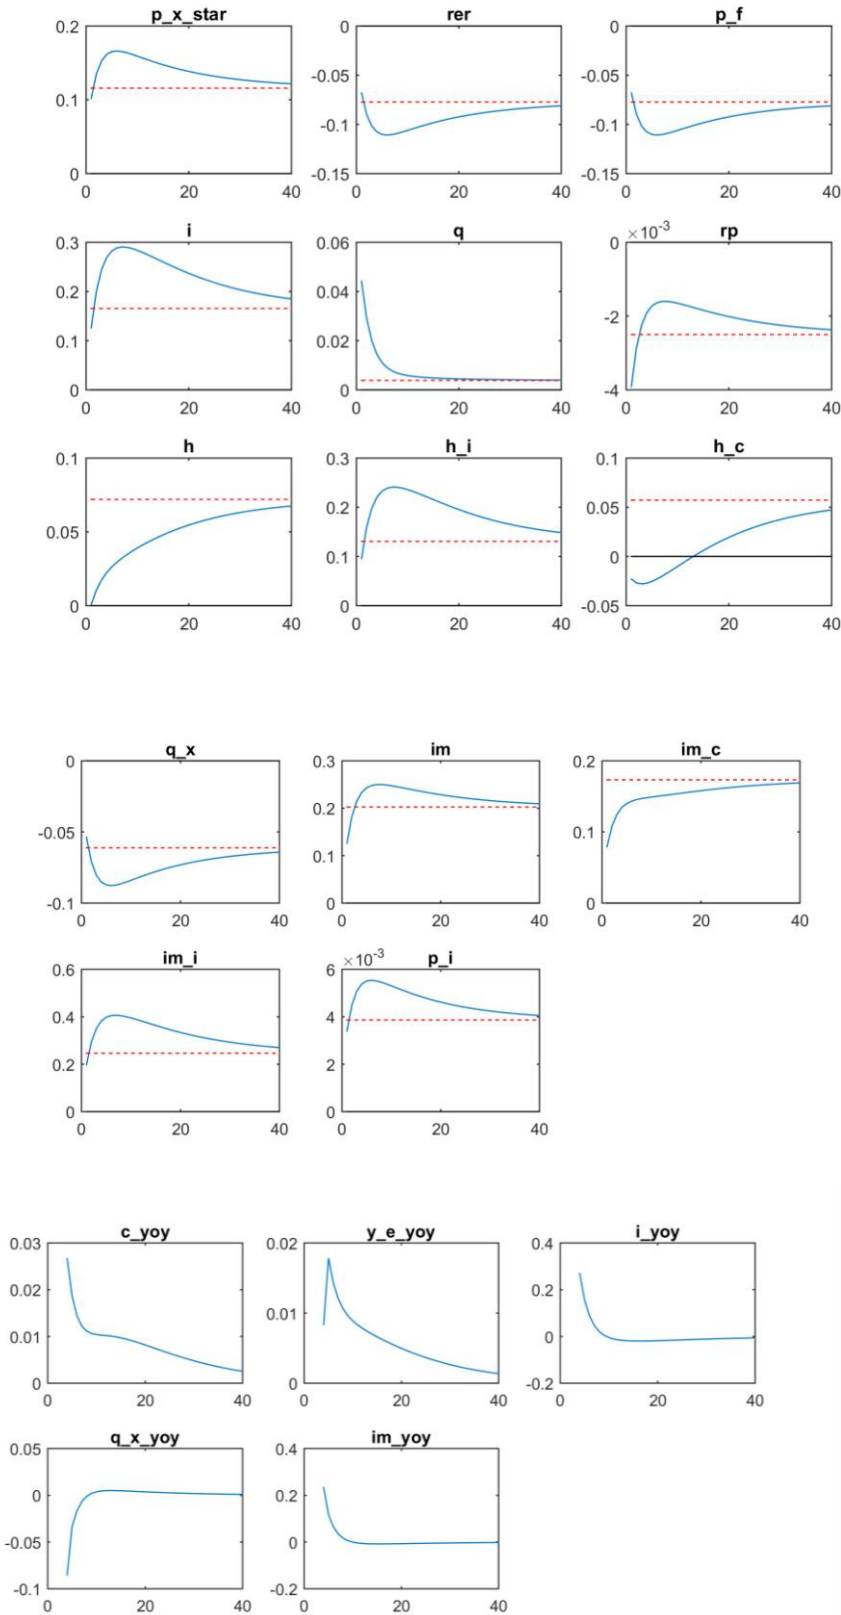 p_x_star rer p_f
0.2 0 0
0.1 -0.05 -0.05
-0.1 -0.1
0 -0.15 -0.15
0 20 40 0 20 40 0 20 40
i q rp
×10-3
0.3 0.06 0
0.2 0.04 -2
0.1 0.02
0 0 -4
0 20 40 0 20 40 0 20 40
h h_i h_c
0.1 0.3 0.1
0.2 0.05
0.05 0.1 0
0 0 -0.05
0 20 40 0 20 40 0 20 40
q_x im im_c
0 0.3 0.2
0.2
-0.05 0.1
0.1
-0.1 0 0
0 20 40 0 20 40 0 20 40
im_i p_i
×10-3
0.6 6
0.4 4
0.2 2
0 0
0 20 40 0 20 40
c_yoy y_e_yoy i_yoy
0.03 0.02 0.4
0.02 0.2
0.01
0.01 0
0 0 -0.2
0 20 40 0 20 40 0 20 40
q_x_yoy im_yoy
0.05 0.4
0 0.2
-0.05 0
-0.1 -0.2
0 20 40 0 20 40